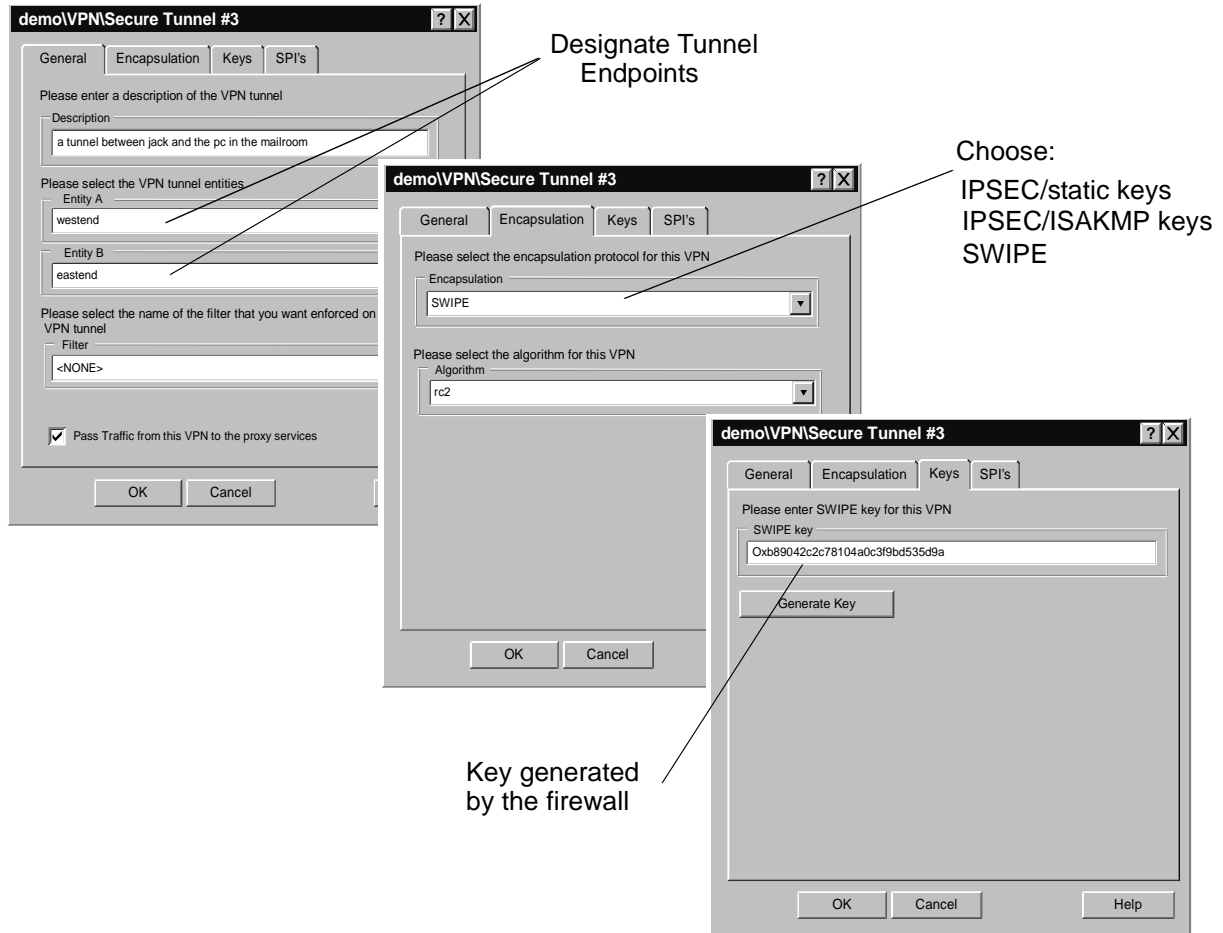 demo\VPN\Secure Tunnel #3
? X
General Encapsulation Keys SPI's
Please enter a description of the VPN tunnel
Description
a tunnel between jack and the pc in the mailroom
Please select the VPN tunnel entities
Entity A
westend
Entity B
eastend
Please select the name of the filter that you want enforced on
VPN tunnel
Filter
<NONE>
Pass Traffic from this VPN to the proxy services
OK Cancel
Designate Tunnel
Endpoints
demo\VPN\Secure Tunnel #3
? X
General Encapsulation Keys SPI's
Please select the encapsulation protocol for this VPN
Encapsulation
SWIPE
Please select the algorithm for this VPN
Algorithm
rc2
OK Cancel
Choose:
IPSEC/static keys
IPSEC/ISAKMP keys
SWIPE
demo\VPN\Secure Tunnel #3
? X
General Encapsulation Keys SPI's
Please enter SWIPE key for this VPN
SWIPE key
Oxb89042c2c78104a0c3f9bd535d9a
Generate Key
OK Cancel Help
Key generated
by the firewall